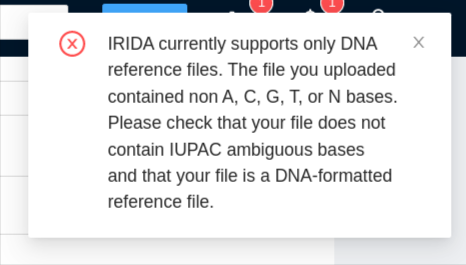 1 1
IRIDA currently supports only DNA
reference files. The file you uploaded
contained non A, C, G, T, or N bases.
Please check that your file does not
contain IUPAC ambiguous bases
and that your file is a DNA-formatted
reference file.